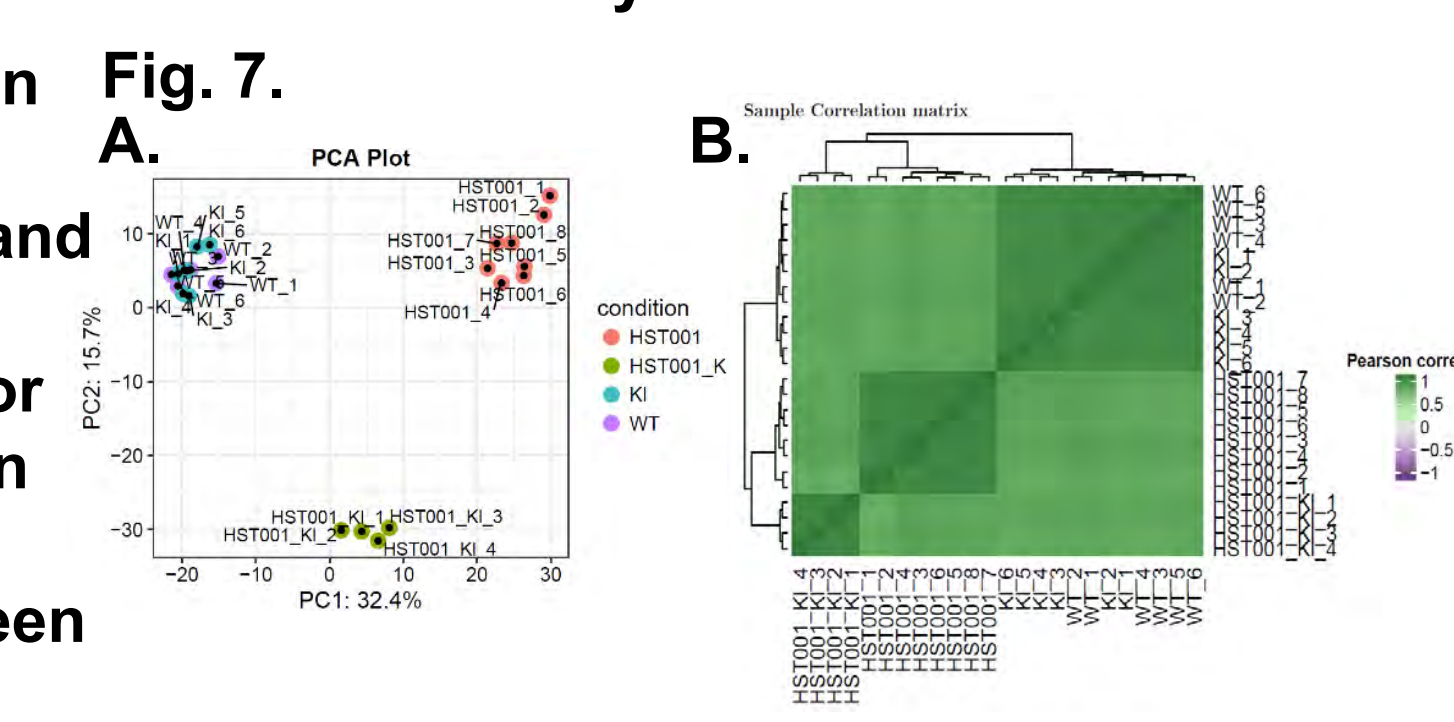 y
n
and
or
n
een
Fig. 7.
A.
PCA Plot
HST001_1
HST001_2
HST001_8
HST001_7
HST001_5
HST001_3
HST001_6
HST001_4
KI_5
WT_4
KI_6
KI_1
WT_2
WT_3
KI_2
WT_5
WT_1
WT_6
KI_4
KI_3
HST001_KI_1
HST001_KI_3
HST001_KI_2
HST001_KI_4
10
0
−10
−20
−30
PC2: 15.7%
−20 −10 0 10 20 30
PC1: 32.4%
condition
HST001
HST001_K
KI
WT
B.
Sample Correlation matrix
WT_6
WT_5
WT_3
WT_4
KI_1
KI_2
WT_1
WT_2
KI_3
KI_4
KI_5
KI_6
HST001_7
HST001_8
HST001_5
HST001_6
HST001_3
HST001_4
HST001_2
HST001_1
HST001_KI_1
HST001_KI_2
HST001_KI_3
HST001_KI_4
HST001_KI_4
HST001_KI_3
HST001_KI_2
HST001_KI_1
HST001_1
HST001_2
HST001_4
HST001_3
HST001_6
HST001_5
HST001_8
HST001_7
KI_6
KI_5
KI_4
KI_3
WT_2
WT_1
KI_2
KI_1
WT_4
WT_3
WT_5
WT_6
Pearson corre
1
0.5
0
−0.5
−1